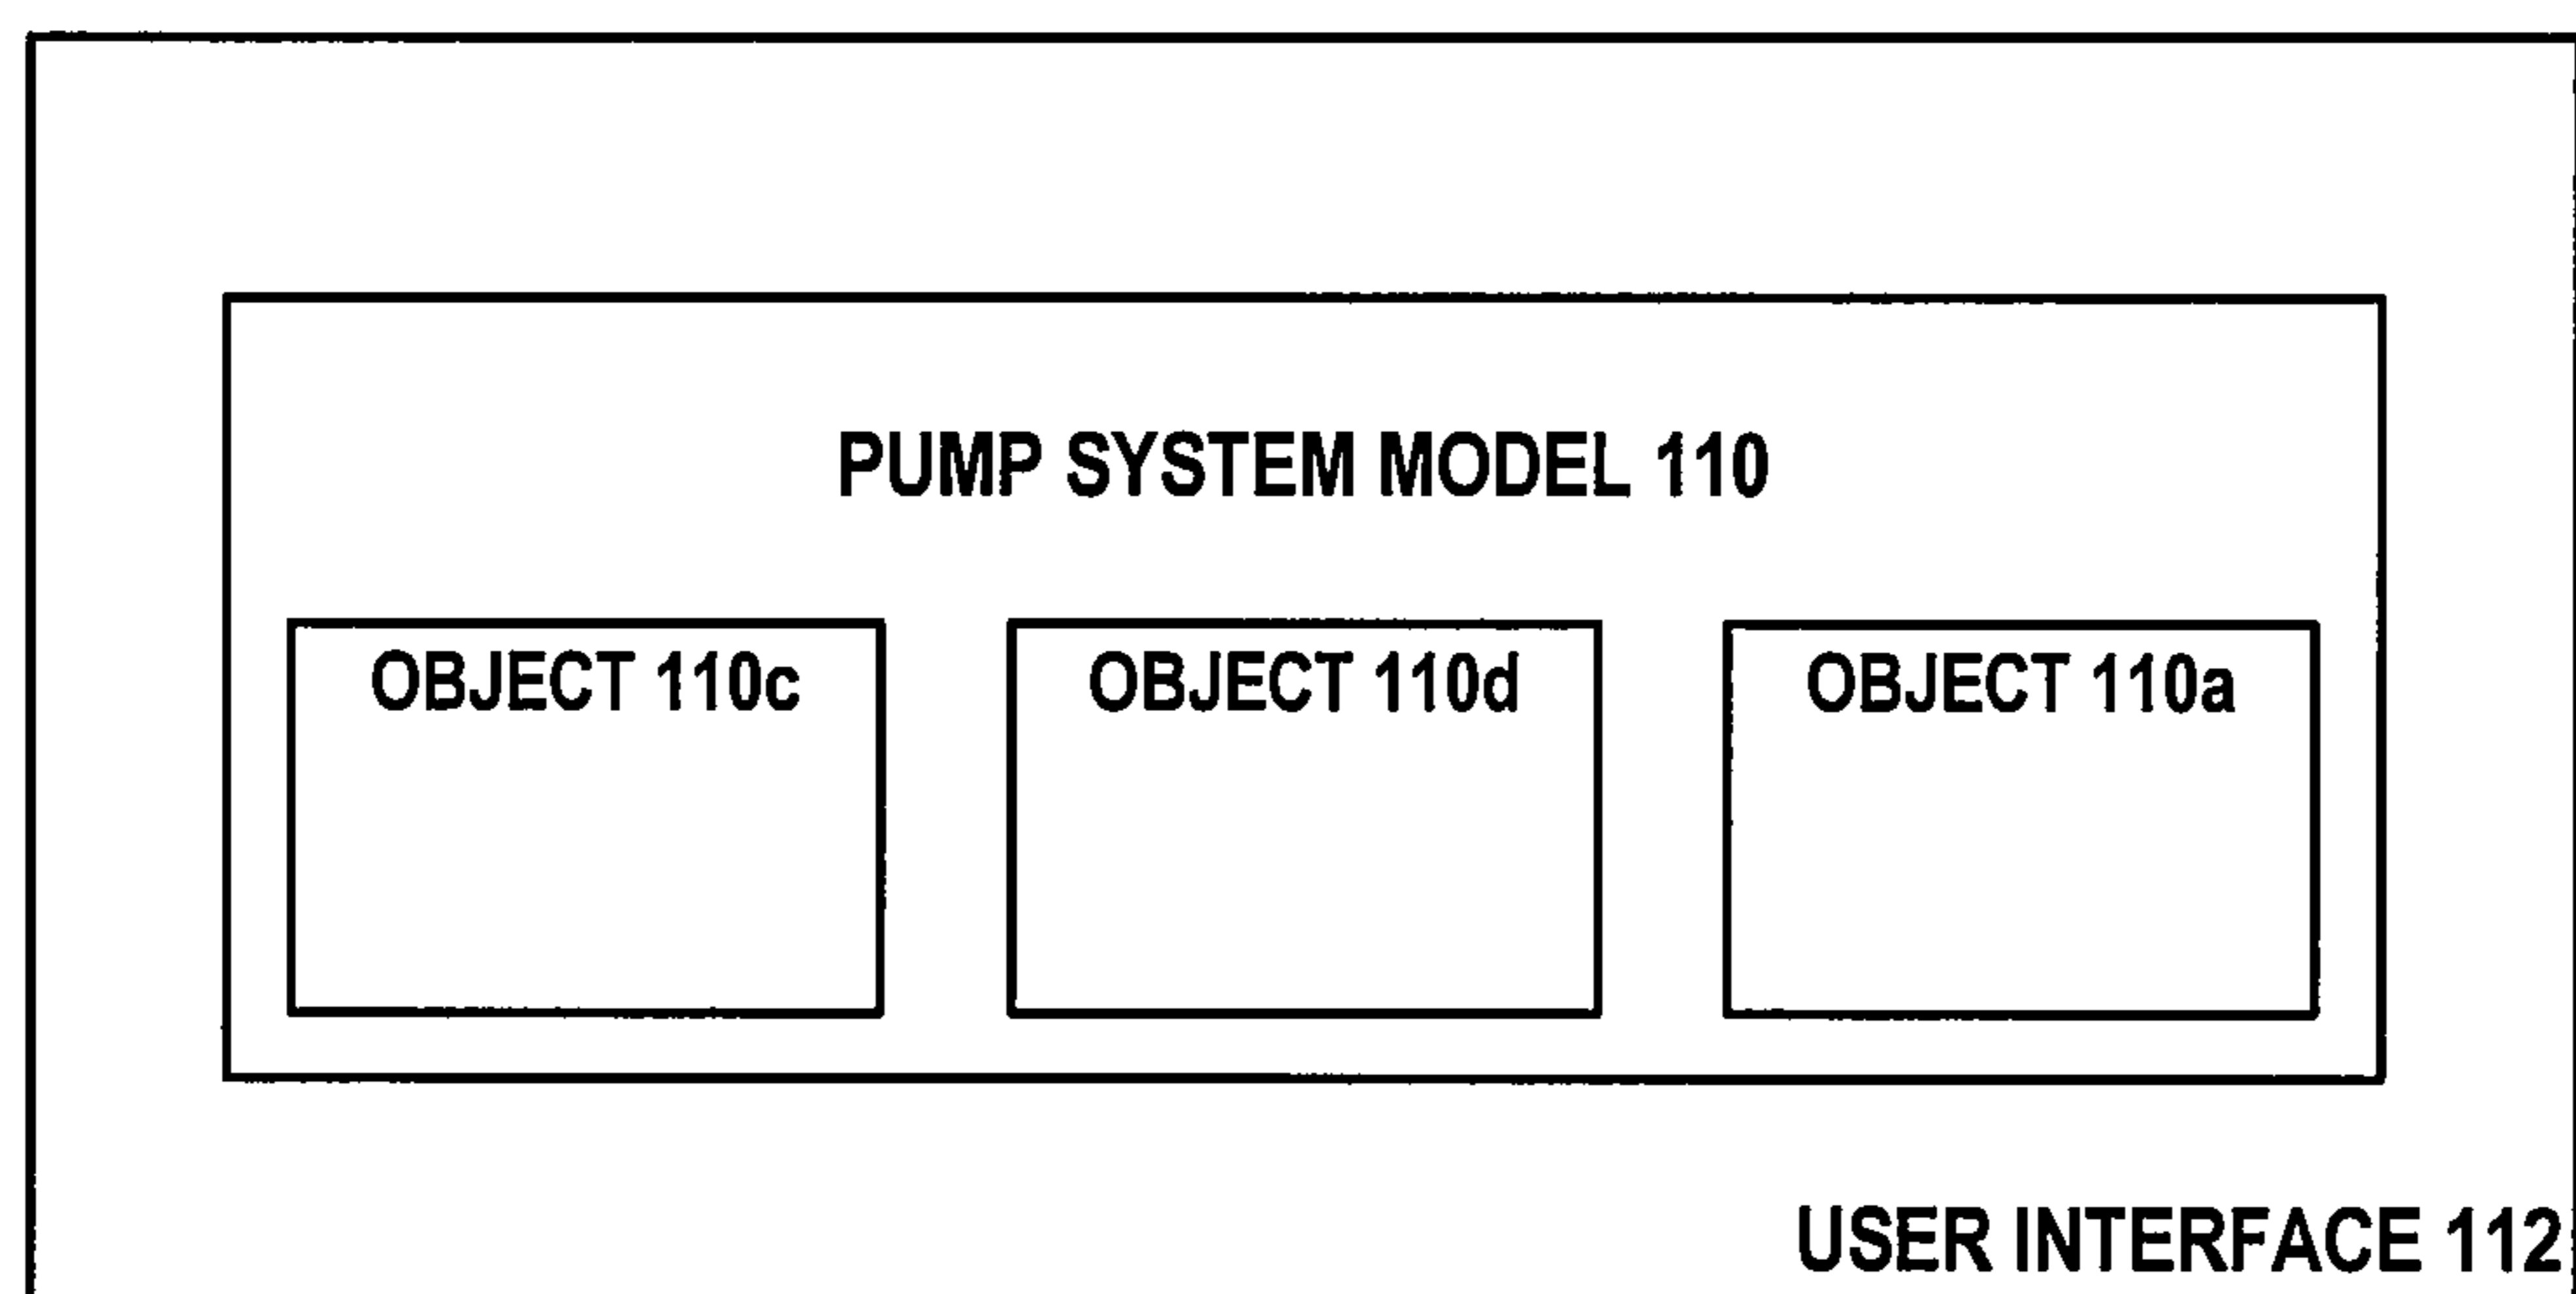 PUMP SYSTEM MODEL 110
OBJECT 110c
OBJECT 110d
OBJECT 110a
USER INTERFACE 112